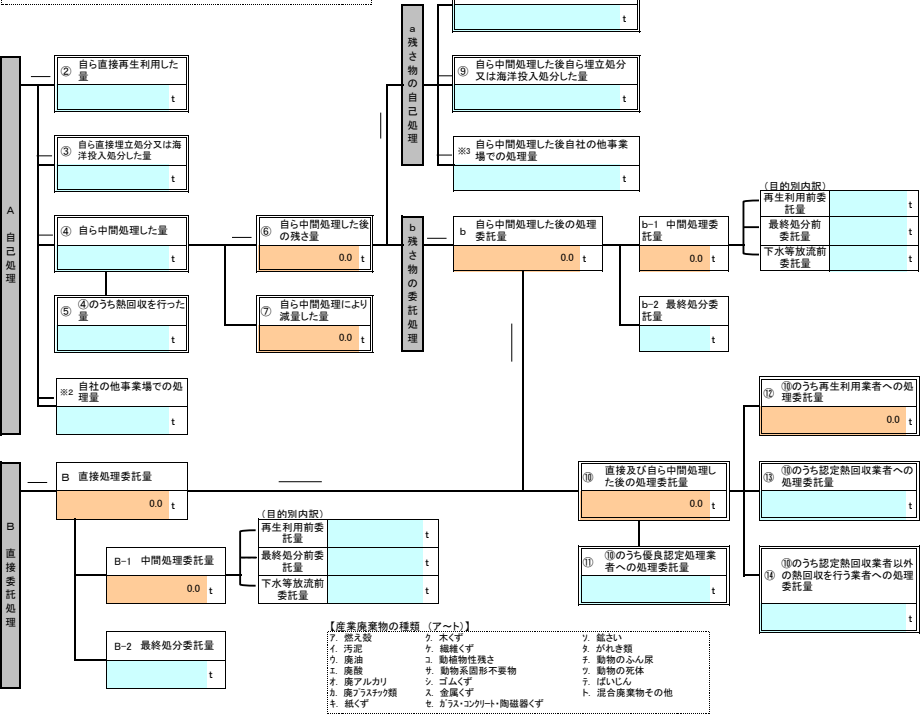 t
a
残
さ
物
の
自
己
処
理
② 自ら直接再生利用した
量
t
⑨ 自ら中間処理した後自ら埋立処分
又は海洋投入処分した量
t
③ 自ら直接埋立処分又は海
洋投入処分した量
t
※3 自ら中間処理した後自社の他事業
場での処理量
t
A
自
己
処
理
④ 自ら中間処理した量
t
⑥ 自ら中間処理した後
の残さ量
0.0 t
b
残
さ
物
の
委
託
処
理
b 自ら中間処理した後の処理
委託量
0.0 t
b-1 中間処理委
託量
0.0 t
(目的別内訳)
再生利用前委
託量
t
最終処分前
委託量
t
下水等放流前
委託量
t
⑤ ④のうち熱回収を行った
量
t
⑦ 自ら中間処理により
減量した量
0.0 t
b-2 最終処分委
託量
t
※2 自社の他事業場での処
理量
t
⑫ ⑩のうち再生利用業者への処
理委託量
0.0 t
B
直
接
委
託
処
理
B 直接処理委託量
0.0 t
⑩ 直接及び自ら中間処理し
た後の処理委託量
0.0 t
⑬ ⑩のうち認定熱回収業者への
処理委託量
t
B-1 中間処理委託量
0.0 t
(目的別内訳)
再生利用前委
託量
t
最終処分前委
託量
t
下水等放流前
委託量
t
⑪ ⑩のうち優良認定処理業
者への処理委託量
t
⑭ ⑩のうち認定熱回収業者以外
の熱回収を行う業者への処理
委託量
t
B-2 最終処分委託量
t
【産業廃棄物の種類 (ア～ト)】
ア. 燃え殻
イ. 汚泥
ウ. 廃油
エ. 廃酸
オ. 廃アルカリ
カ. 廃プラスチック類
キ. 紙くず
ク. 木くず
ケ. 繊維くず
コ. 動植物性残さ
サ. 動物系固形不要物
シ. ゴムくず
ス. 金属くず
セ. ガラス・コンクリート・陶磁器くず
ソ. 鉱さい
タ. がれき類
チ. 動物のふん尿
ツ. 動物の死体
テ. ばいじん
ト. 混合廃棄物その他